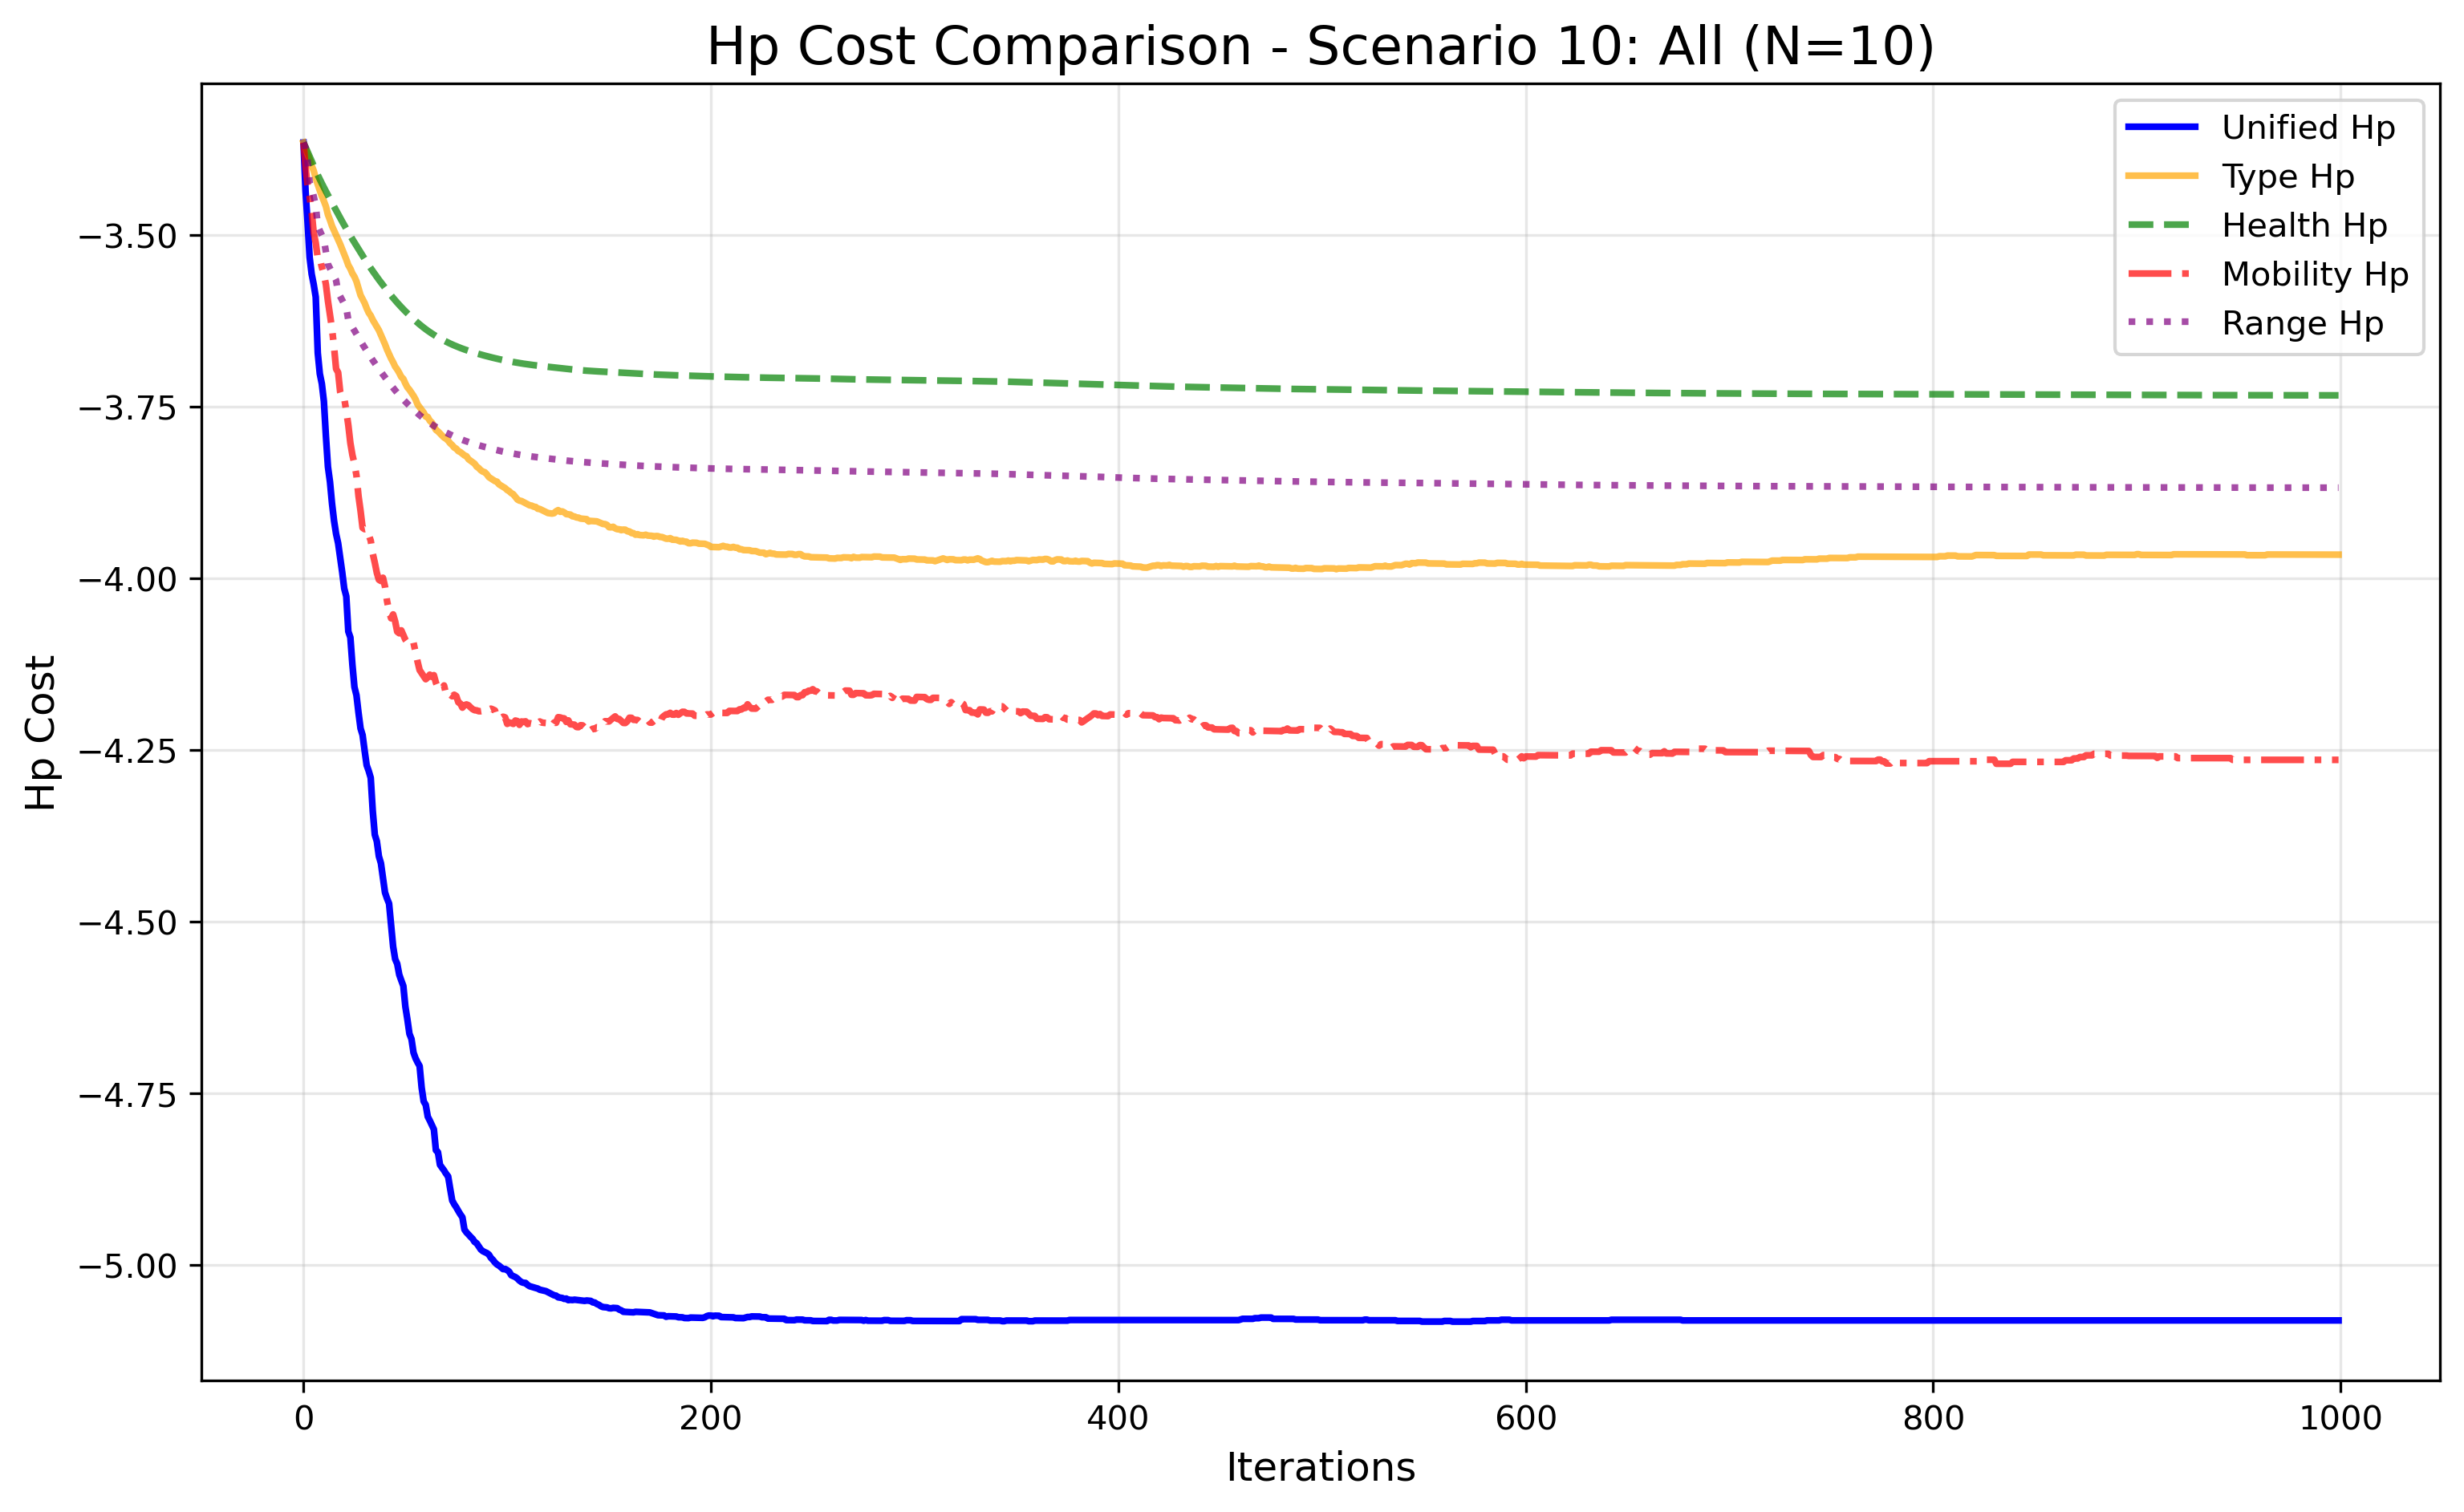 Hp Cost Comparison - Scenario 10: All (N=10)
Unified Hp
Type Hp
Health Hp
Mobility Hp
Range Hp
Hp Cost
−3.50
−3.75
−4.00
−4.25
−4.50
−4.75
−5.00
0 200 400 600 800 1000
Iterations